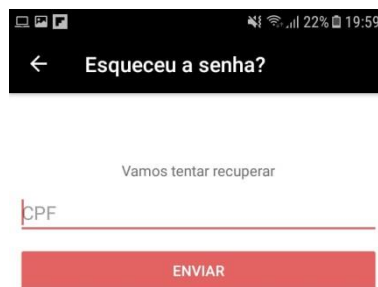 22% 19:59
Esqueceu a senha?
Vamos tentar recuperar
CPF
ENVIAR